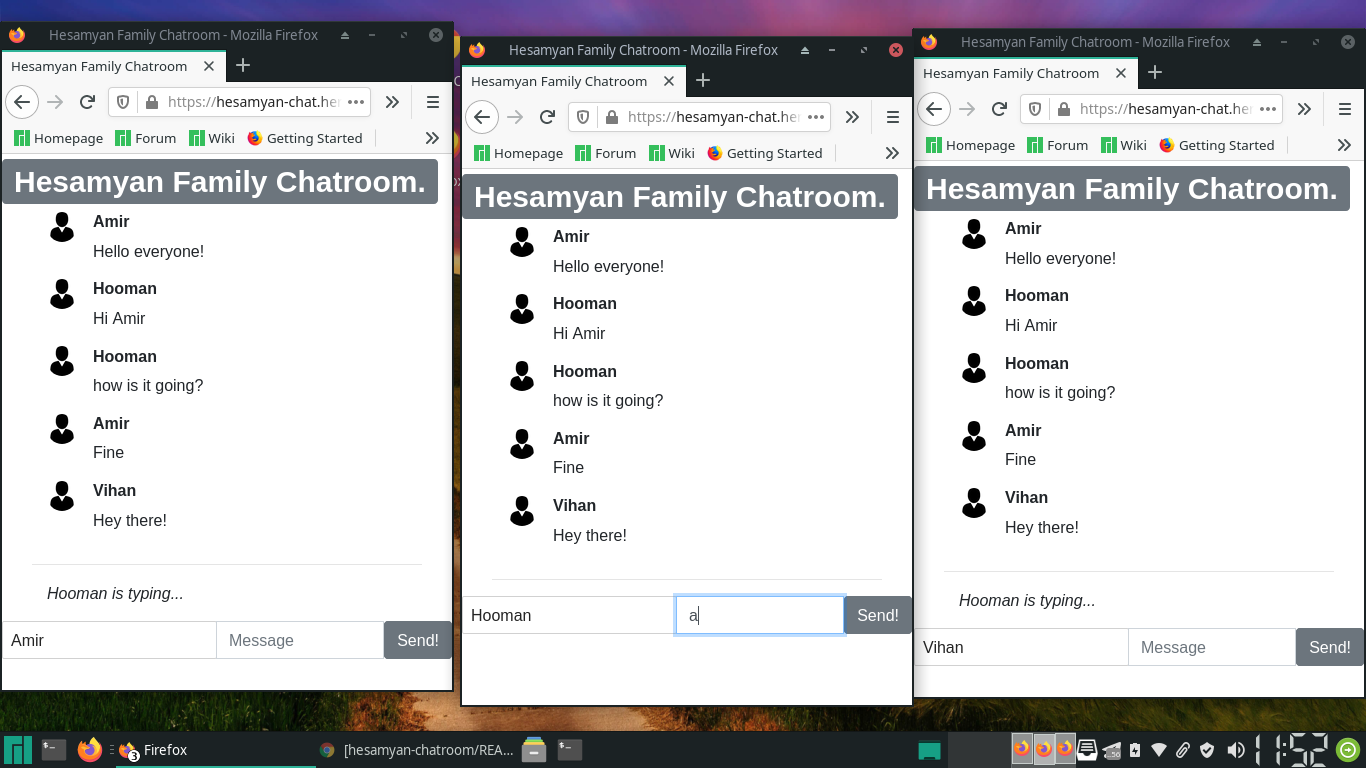 Hesamyan Family Chatroom - Mozilla Firefox
Hesamyan Family Chatroom
https://hesamyan-chat.he
Homepage Forum Wiki Getting Started
Hesamyan Family Chatroom.
Amir
Hello everyone!
Hooman
Hi Amir
Hooman
how is it going?
Amir
Fine
Vihan
Hey there!
Hooman is typing...
Amir Message Send!
Hesamyan Family Chatroom - Mozilla Firefox
Hesamyan Family Chatroom
https://hesamyan-chat.he
Homepage Forum Wiki Getting Started
Hesamyan Family Chatroom.
Amir
Hello everyone!
Hooman
Hi Amir
Hooman
how is it going?
Amir
Fine
Vihan
Hey there!
Hooman a Send!
Hesamyan Family Chatroom - Mozilla Firefox
Hesamyan Family Chatroom
https://hesamyan-chat.he
Homepage Forum Wiki Getting Started
Hesamyan Family Chatroom.
Amir
Hello everyone!
Hooman
Hi Amir
Hooman
how is it going?
Amir
Fine
Vihan
Hey there!
Hooman is typing...
Vihan Message Send!
3 Firefox [hesamyan-chatroom/REA... 11:52